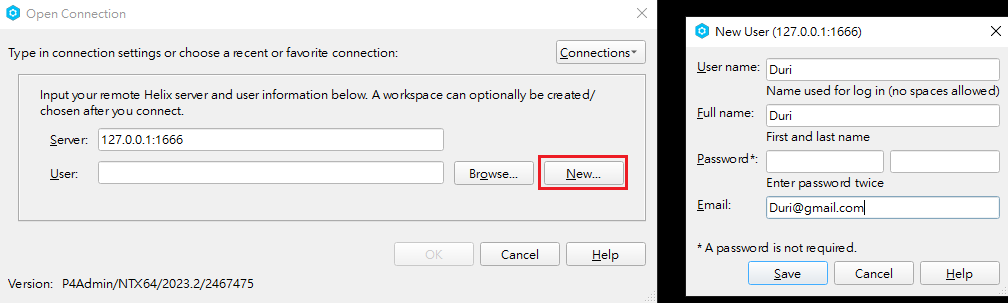 Open Connection
Type in connection settings or choose a recent or favorite connection:
Connections
Input your remote Helix server and user information below. A workspace can optionally be created/
chosen after you connect.
Server: 127.0.0.1:1666
User: Browse... New...
OK Cancel Help
Version: P4Admin/NTX64/2023.2/2467475
New User (127.0.0.1:1666)
User name: Duri
Name used for log in (no spaces allowed)
Full name: Duri
First and last name
Password*:
Enter password twice
Email: Duri@gmail.com
* A password is not required.
Save Cancel Help